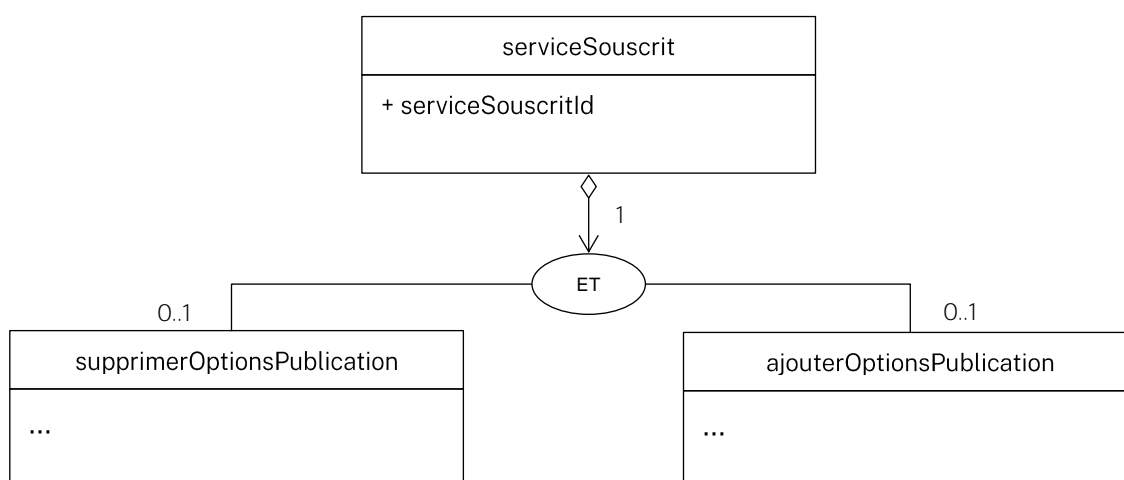 serviceSouscrit
+ serviceSouscritId
1
ET
0..1
0..1
supprimerOptionsPublication
ajouterOptionsPublication
...
...